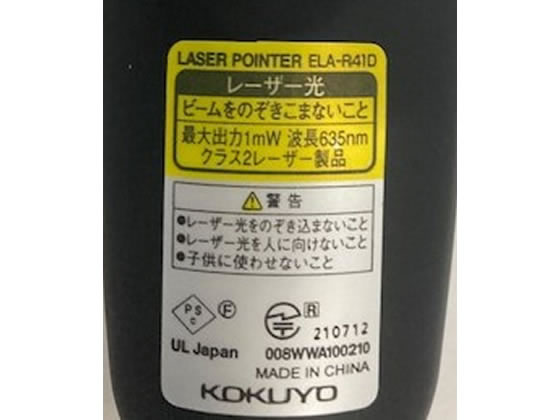 LASER POINTER ELA-R41D
レーザー光
ビームをのぞきこまないこと
最大出力1mW 波長635nm
クラス2レーザー製品
警告
●レーザー光をのぞき込まないこと
●レーザー光を人に向けないこと
●子供に使わせないこと
PS C F R
210712
UL Japan 008WWA100210
MADE IN CHINA
KOKUYO